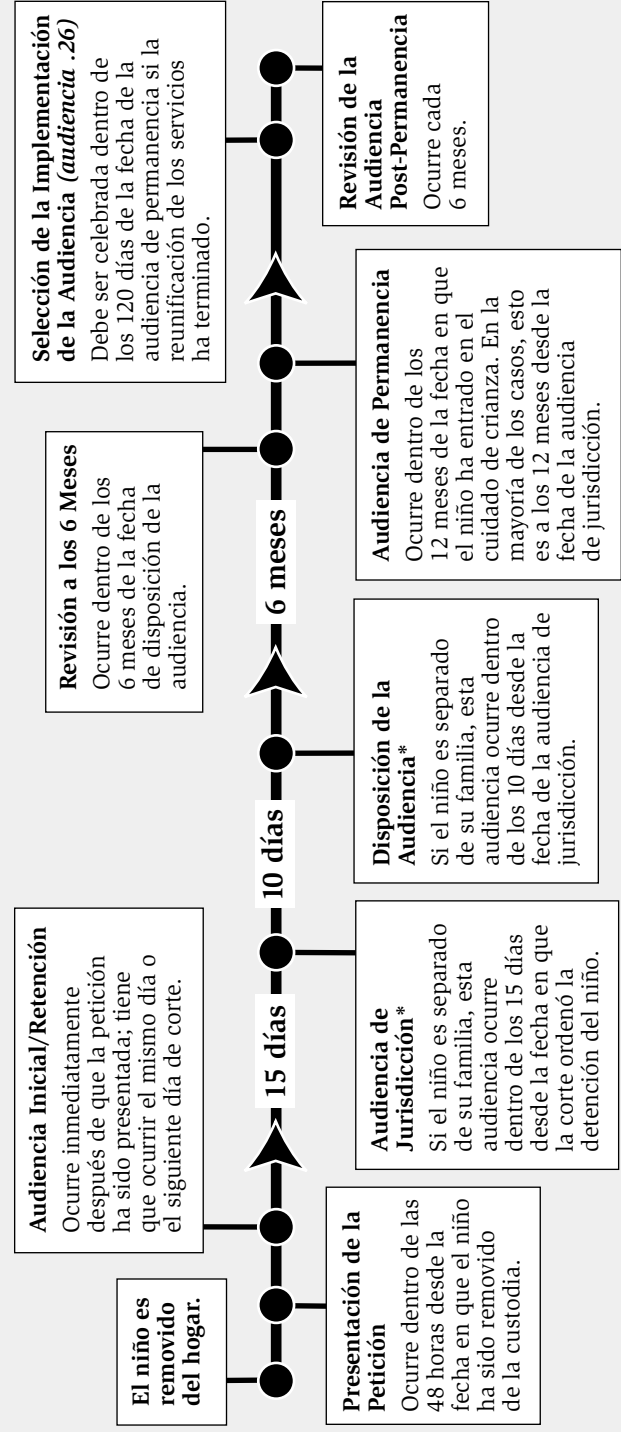 El niño es
removido
del hogar.
Presentación de la
Petición
Ocurre dentro de las
48 horas desde la
fecha en que el niño
ha sido removido
de la custodia.
Audiencia Inicial/Retención
Ocurre inmediatamente
después de que la petición
ha sido presentada; tiene
que ocurrir el mismo día o
el siguiente día de corte.
15 días
Audiencia de
Jurisdicción*
Si el niño es separado
de su familia, esta
audiencia ocurre
dentro de los 15 días
desde la fecha en que
la corte ordenó la
detención del niño.
10 días
Disposición de la
Audiencia*
Si el niño es separado
de su familia, esta
audiencia ocurre dentro
de los 10 días desde la
fecha de la audiencia de
jurisdicción.
6 meses
Revisión a los 6 Meses
Ocurre dentro de los
6 meses de la fecha
de disposición de la
audiencia.
Audiencia de Permanencia
Ocurre dentro de los
12 meses de la fecha en que
el niño ha entrado en el
cuidado de crianza. En la
mayoría de los casos, esto
es a los 12 meses desde la
fecha de la audiencia
de jurisdicción.
Selección de la Implementación
de la Audiencia (audiencia .26)
Debe ser celebrada dentro de
los 120 días de la fecha de la
audiencia de permanencia si la
reunificación de los servicios
ha terminado.
Revisión de la
Audiencia
Post-Permanencia
Ocurre cada
6 meses.